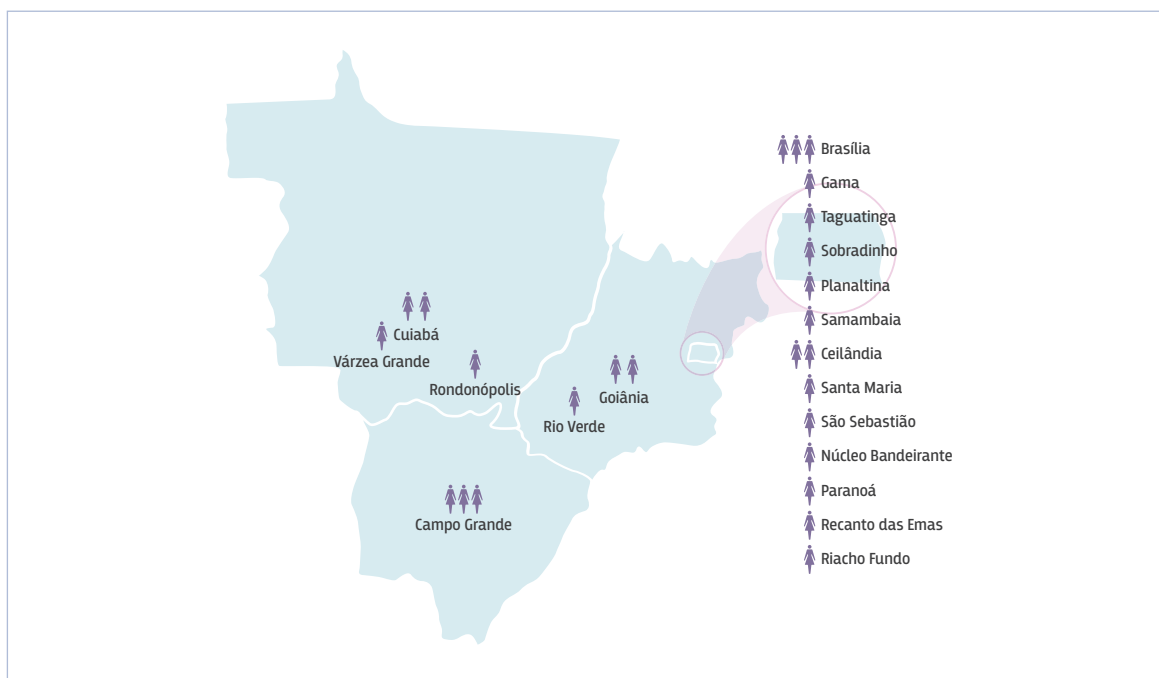 Brasília
Gama
Taguatinga
Sobradinho
Planaltina
Samambaia
Ceilândia
Santa Maria
São Sebastião
Núcleo Bandeirante
Paranoá
Recanto das Emas
Riacho Fundo
Cuiabá
Várzea Grande
Rondonópolis
Goiânia
Rio Verde
Campo Grande